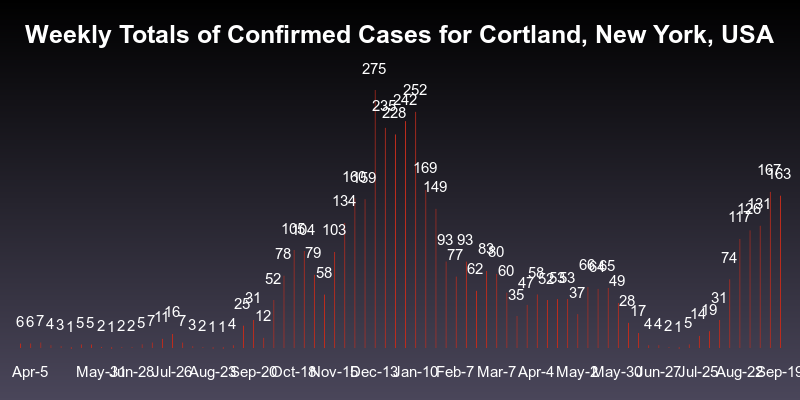 Weekly Totals of Confirmed Cases for Cortland, New York, USA
6 6 7 4 3 1 5 5 2 1 2 2 5 7 11 16 7 3 2 1 1 4 25 31 12 52 78 105 104 79 58 103 134 160 159 275 235 228 242 252 169 149 93 77 93 62 83 80 60 35 47 58 52 53 53 37 66 64 65 49 28 17 4 4 2 1 5 14 19 31 74 117 126 131 167 163
Apr-5 May-31 Jun-28 Jul-26 Aug-23 Sep-20 Oct-18 Nov-15 Dec-13 Jan-10 Feb-7 Mar-7 Apr-4 May-2 May-30 Jun-27 Jul-25 Aug-22 Sep-19